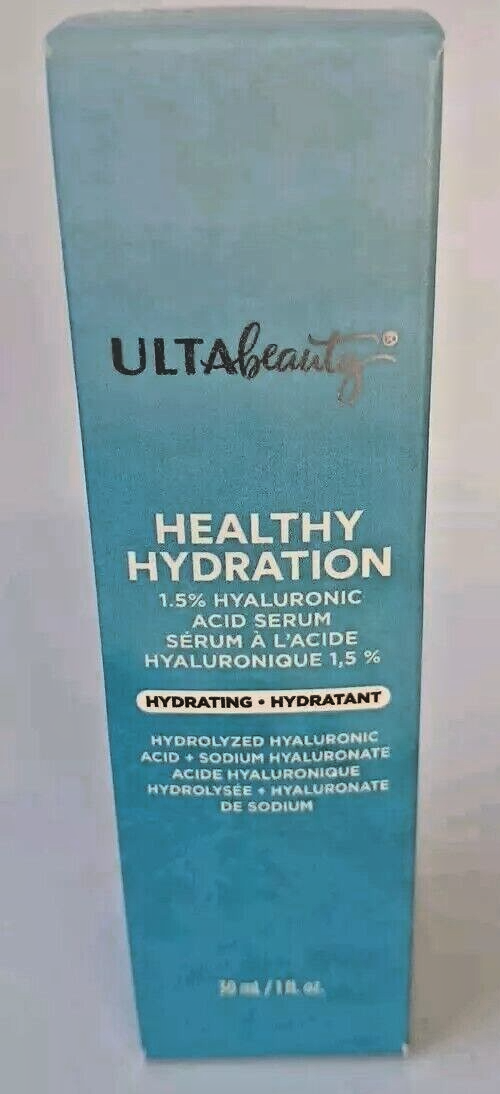 ULTAbeauty®
HEALTHY
HYDRATION
1.5% HYALURONIC
ACID SERUM
SÉRUM À L'ACIDE
HYALURONIQUE 1,5 %
HYDRATING • HYDRATANT
HYDROLYZED HYALURONIC
ACID + SODIUM HYALURONATE
ACIDE HYALURONIQUE
HYDROLYSÉE + HYALURONATE
DE SODIUM
30 mL / 1 fl. oz.